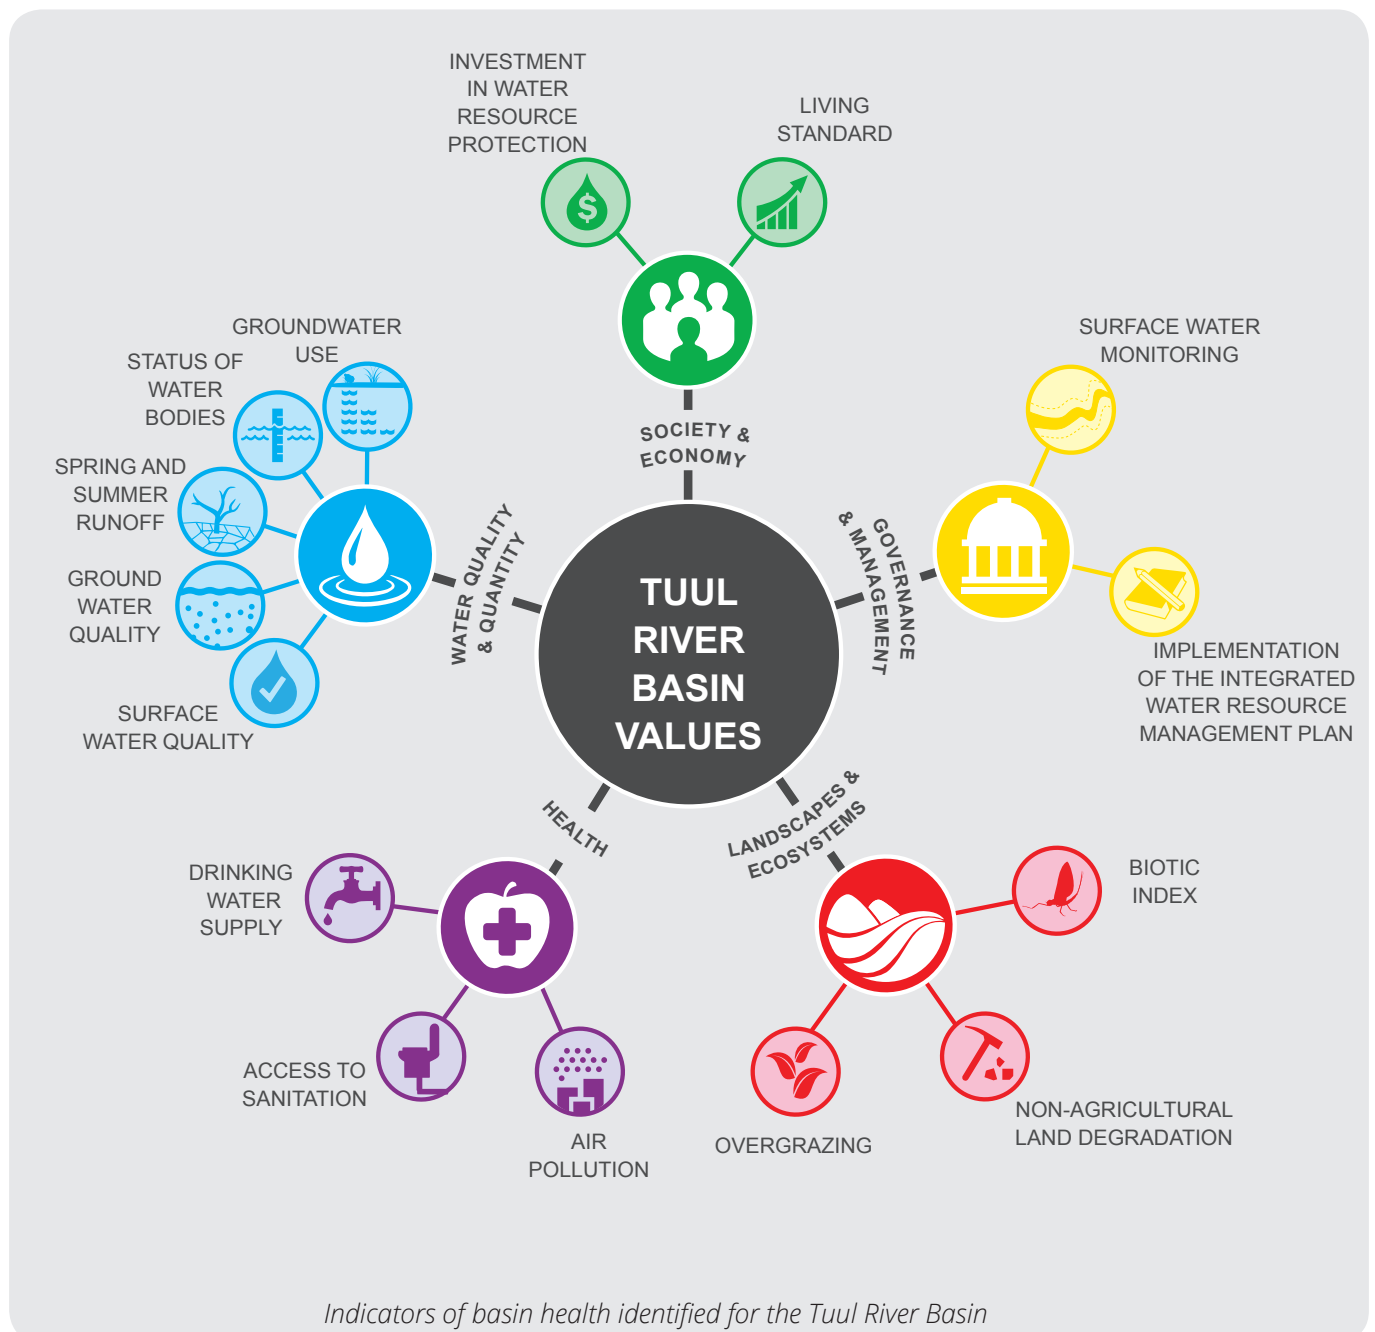 INVESTMENT
IN WATER
RESOURCE
PROTECTION
LIVING
STANDARD
$
SOCIETY &
ECONOMY
GROUNDWATER
USE
STATUS OF
WATER
BODIES
SPRING AND
SUMMER
RUNOFF
GROUND
WATER
QUALITY
SURFACE
WATER QUALITY
WATER QUALITY
& QUANTITY
SURFACE WATER
MONITORING
GOVERNANCE
& MANAGEMENT
IMPLEMENTATION
OF THE INTEGRATED
WATER RESOURCE
MANAGEMENT PLAN
TUUL
RIVER
BASIN
VALUES
HEALTH
DRINKING
WATER
SUPPLY
ACCESS TO
SANITATION
AIR
POLLUTION
LANDSCAPES &
ECOSYSTEMS
BIOTIC
INDEX
OVERGRAZING
NON-AGRICULTURAL
LAND DEGRADATION
Indicators of basin health identified for the Tuul River Basin